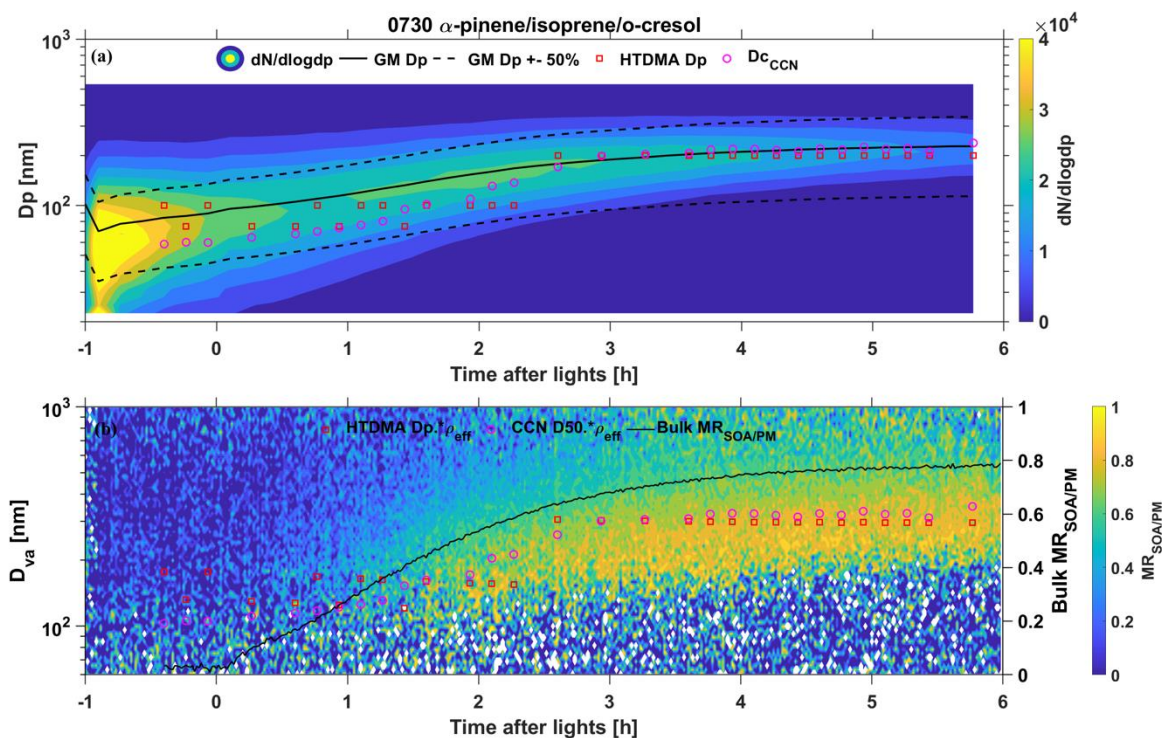 0730 α-pinene/isoprene/o-cresol
×10⁴
(a)
dN/dlogdp GM Dp GM Dp +- 50% HTDMA Dp Dc_CCN
10³
10²
Dp [nm]
-1 0 1 2 3 4 5 6
Time after lights [h]
4
3
2
1
0
dN/dlogdp
(b)
HTDMA Dp.*ρ_eff CCN D50.*ρ_eff Bulk MR_SOA/PM
10³
10²
D_va [nm]
-1 0 1 2 3 4 5 6
Time after lights [h]
1
0.8
0.6
0.4
0.2
0
Bulk MR_SOA/PM
1
0.8
0.6
0.4
0.2
0
MR_SOA/PM